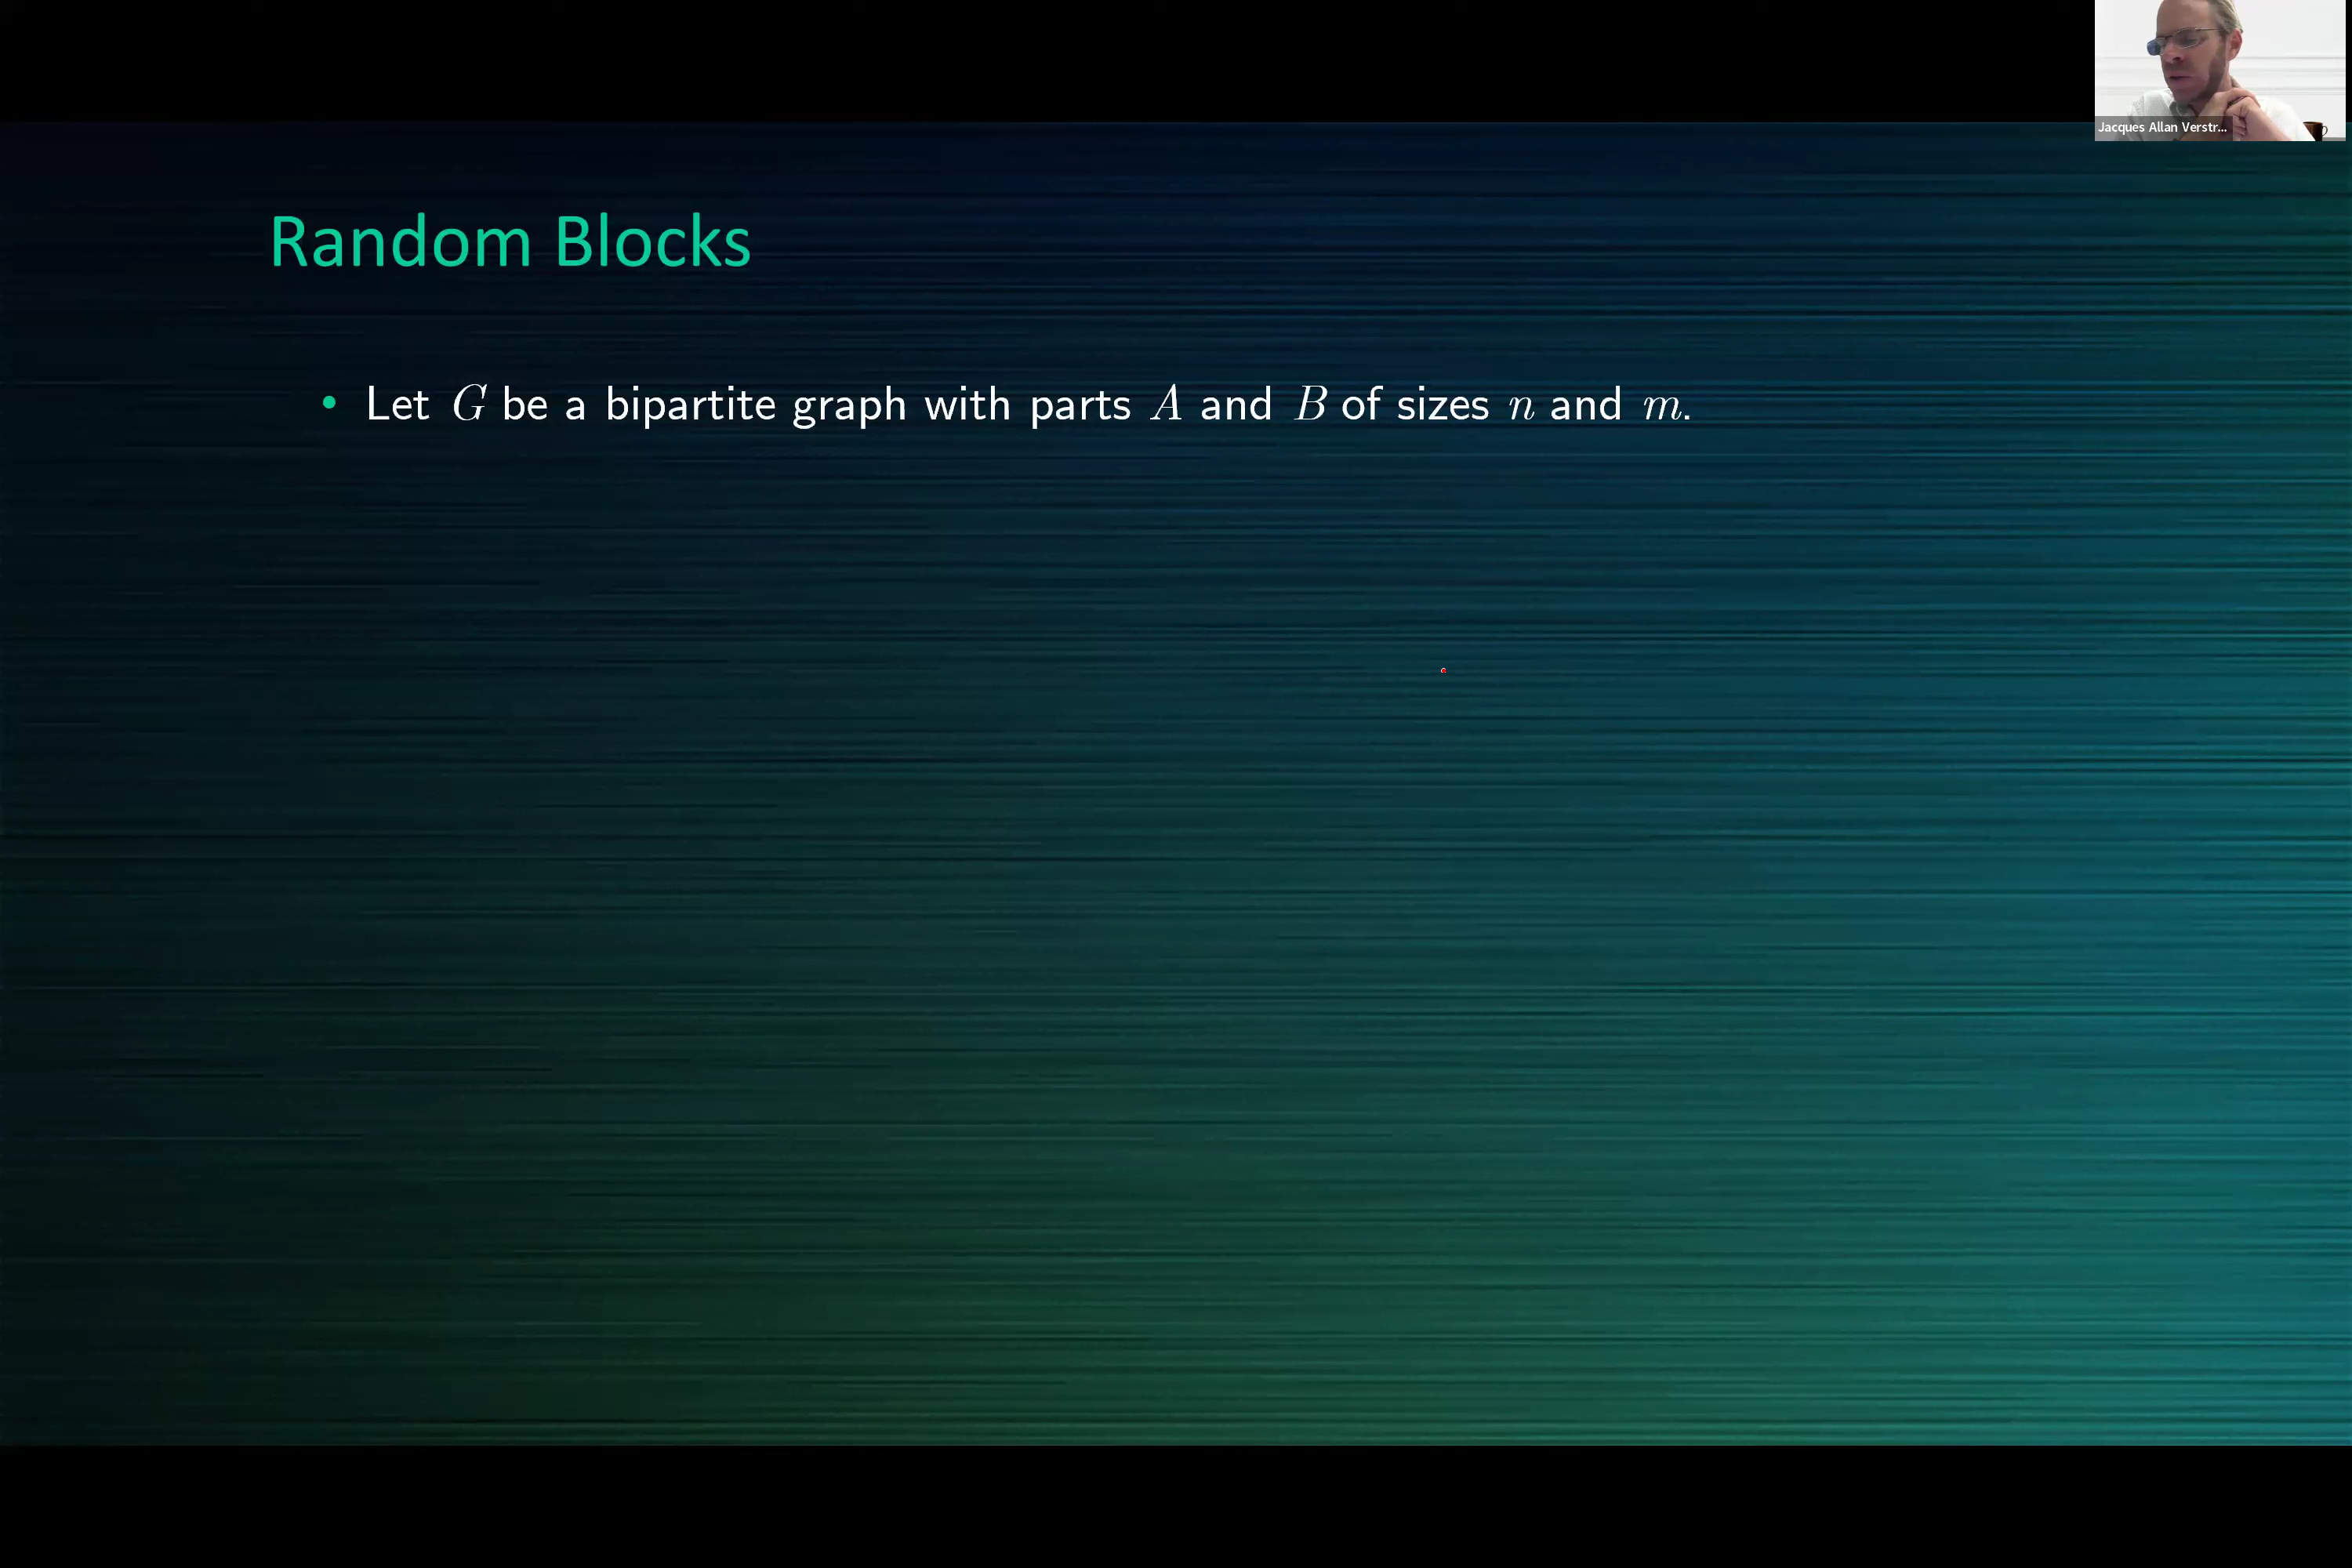 Jacques Allan Verstr...
Random Blocks
• Let G be a bipartite graph with parts A and B of sizes n and m.